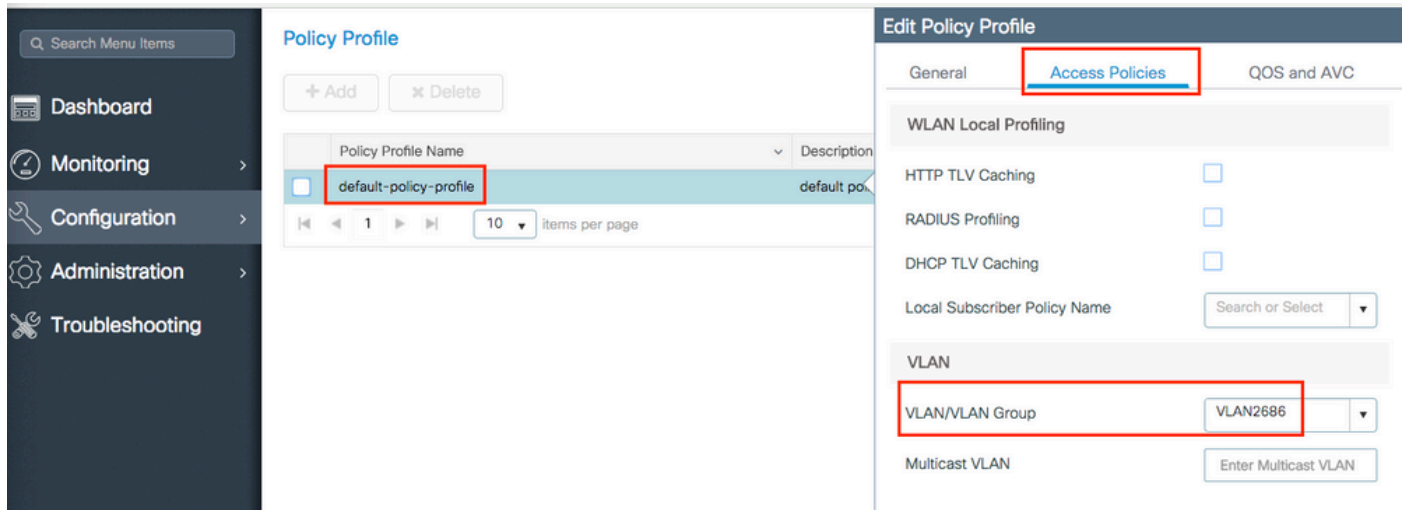 Search Menu Items
Dashboard
Monitoring
Configuration
Administration
Troubleshooting
Policy Profile
+ Add
× Delete
Policy Profile Name
Description
default-policy-profile
default
1
10
items per page
Edit Policy Profile
General
Access Policies
QOS and AVC
WLAN Local Profiling
HTTP TLV Caching
RADIUS Profiling
DHCP TLV Caching
Local Subscriber Policy Name
Search or Select
VLAN
VLAN/VLAN Group
VLAN2686
Multicast VLAN
Enter Multicast VLAN